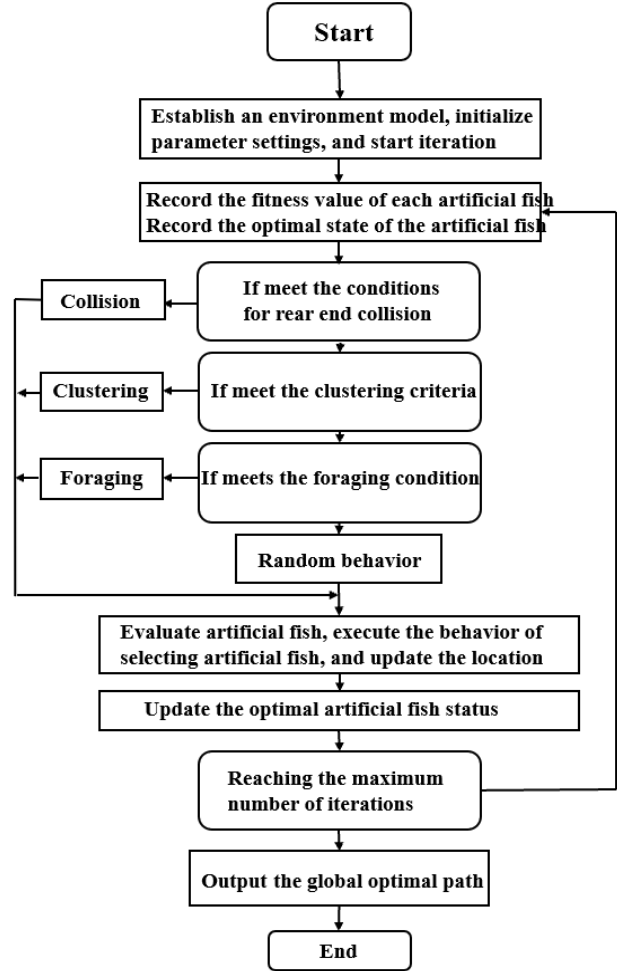 Start
Establish an environment model, initialize
parameter settings, and start iteration
Record the fitness value of each artificial fish
Record the optimal state of the artificial fish
If meet the conditions
for rear end collision
Collision
If meet the clustering criteria
Clustering
If meets the foraging condition
Foraging
Random behavior
Evaluate artificial fish, execute the behavior of
selecting artificial fish, and update the location
Update the optimal artificial fish status
Reaching the maximum
number of iterations
Output the global optimal path
End